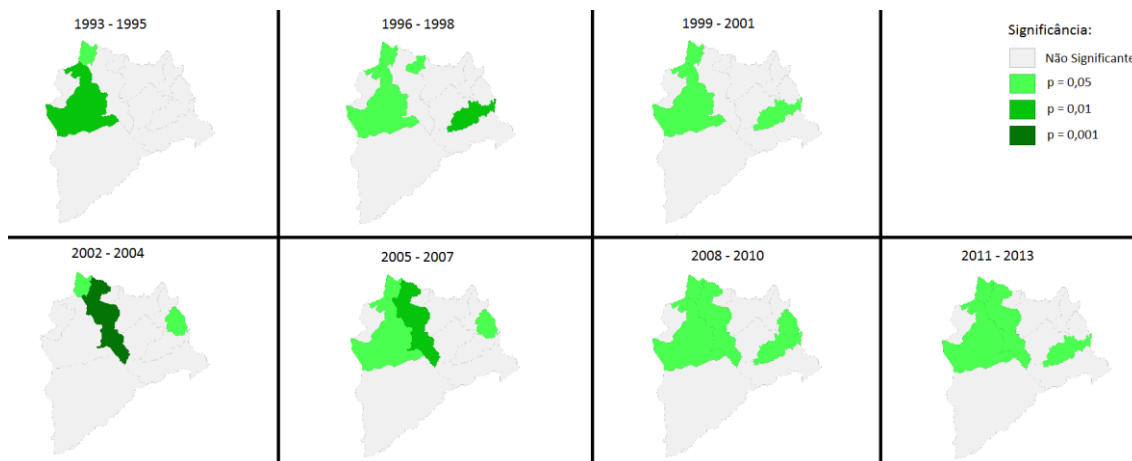 1993 - 1995
1996 - 1998
1999 - 2001
Significância:
Não Significante
p = 0,05
p = 0,01
p = 0,001
2002 - 2004
2005 - 2007
2008 - 2010
2011 - 2013